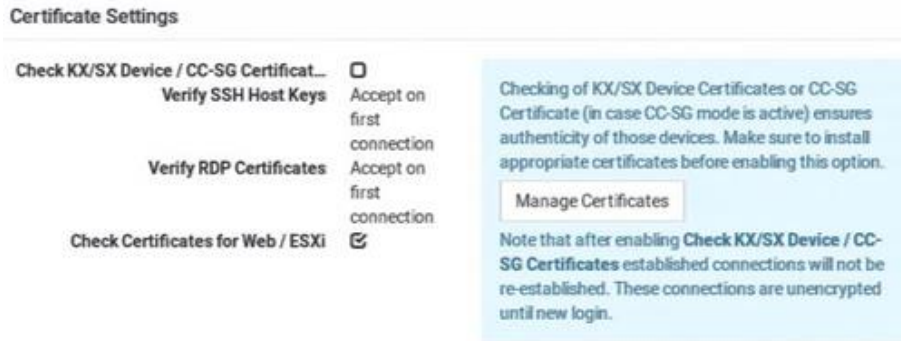 Certificate Settings
Check KX/SX Device / CC-SG Certificat...
Verify SSH Host Keys Accept on
first
connection
Verify RDP Certificates Accept on
first
connection
Check Certificates for Web / ESXi
Checking of KX/SX Device Certificates or CC-SG
Certificate (in case CC-SG mode is active) ensures
authenticity of those devices. Make sure to install
appropriate certificates before enabling this option.
Manage Certificates
Note that after enabling Check KX/SX Device / CC-
SG Certificates established connections will not be
re-established. These connections are unencrypted
until new login.